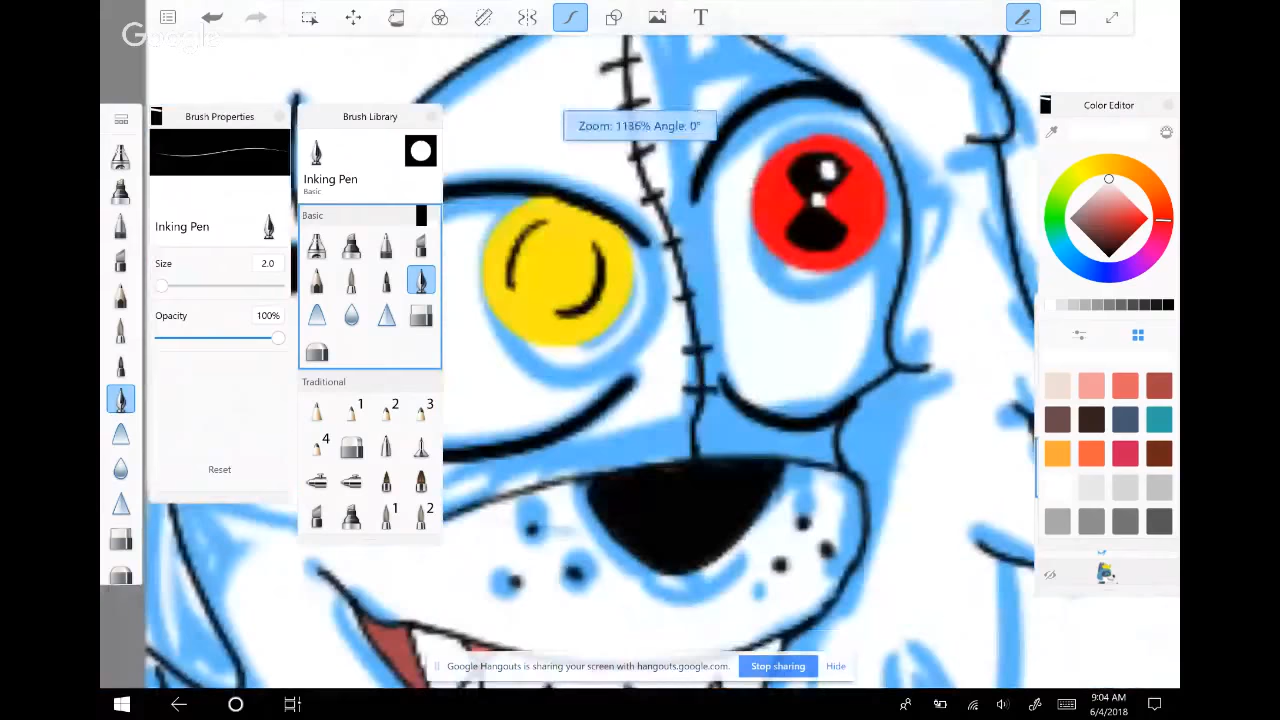 Google
Brush Properties
Inking Pen
Size
2.0
Opacity
100%
Reset
Brush Library
Inking Pen
Basic
Basic
Traditional
1
2
3
4
1
2
Zoom: 1136% Angle: 0°
Color Editor
T
Google Hangouts is sharing your screen with hangouts.google.com.
Stop sharing
Hide
9:04 AM
6/4/2018